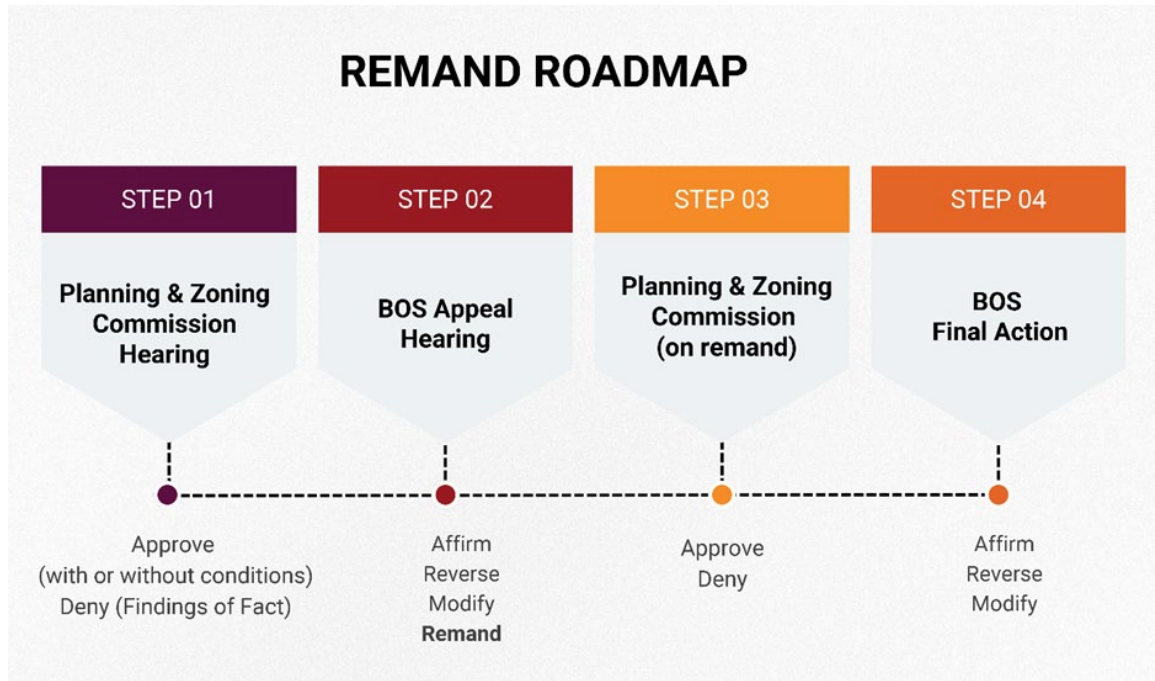 REMAND ROADMAP
STEP 01
Planning & Zoning
Commission
Hearing
Approve
(with or without conditions)
Deny (Findings of Fact)
STEP 02
BOS Appeal
Hearing
Affirm
Reverse
Modify
Remand
STEP 03
Planning & Zoning
Commission
(on remand)
Approve
Deny
STEP 04
BOS
Final Action
Affirm
Reverse
Modify